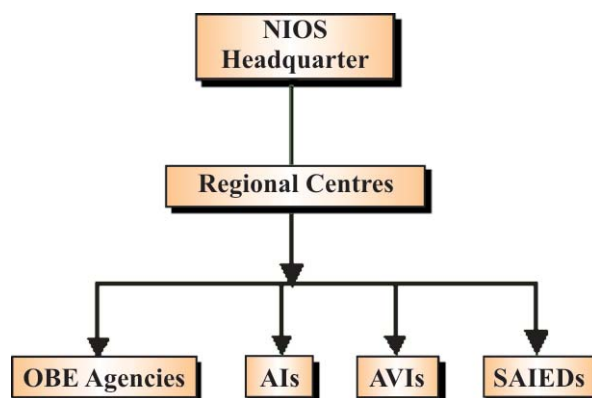 NIOS
Headquarter
Regional Centres
OBE Agencies
AIs
AVIs
SAIEDs